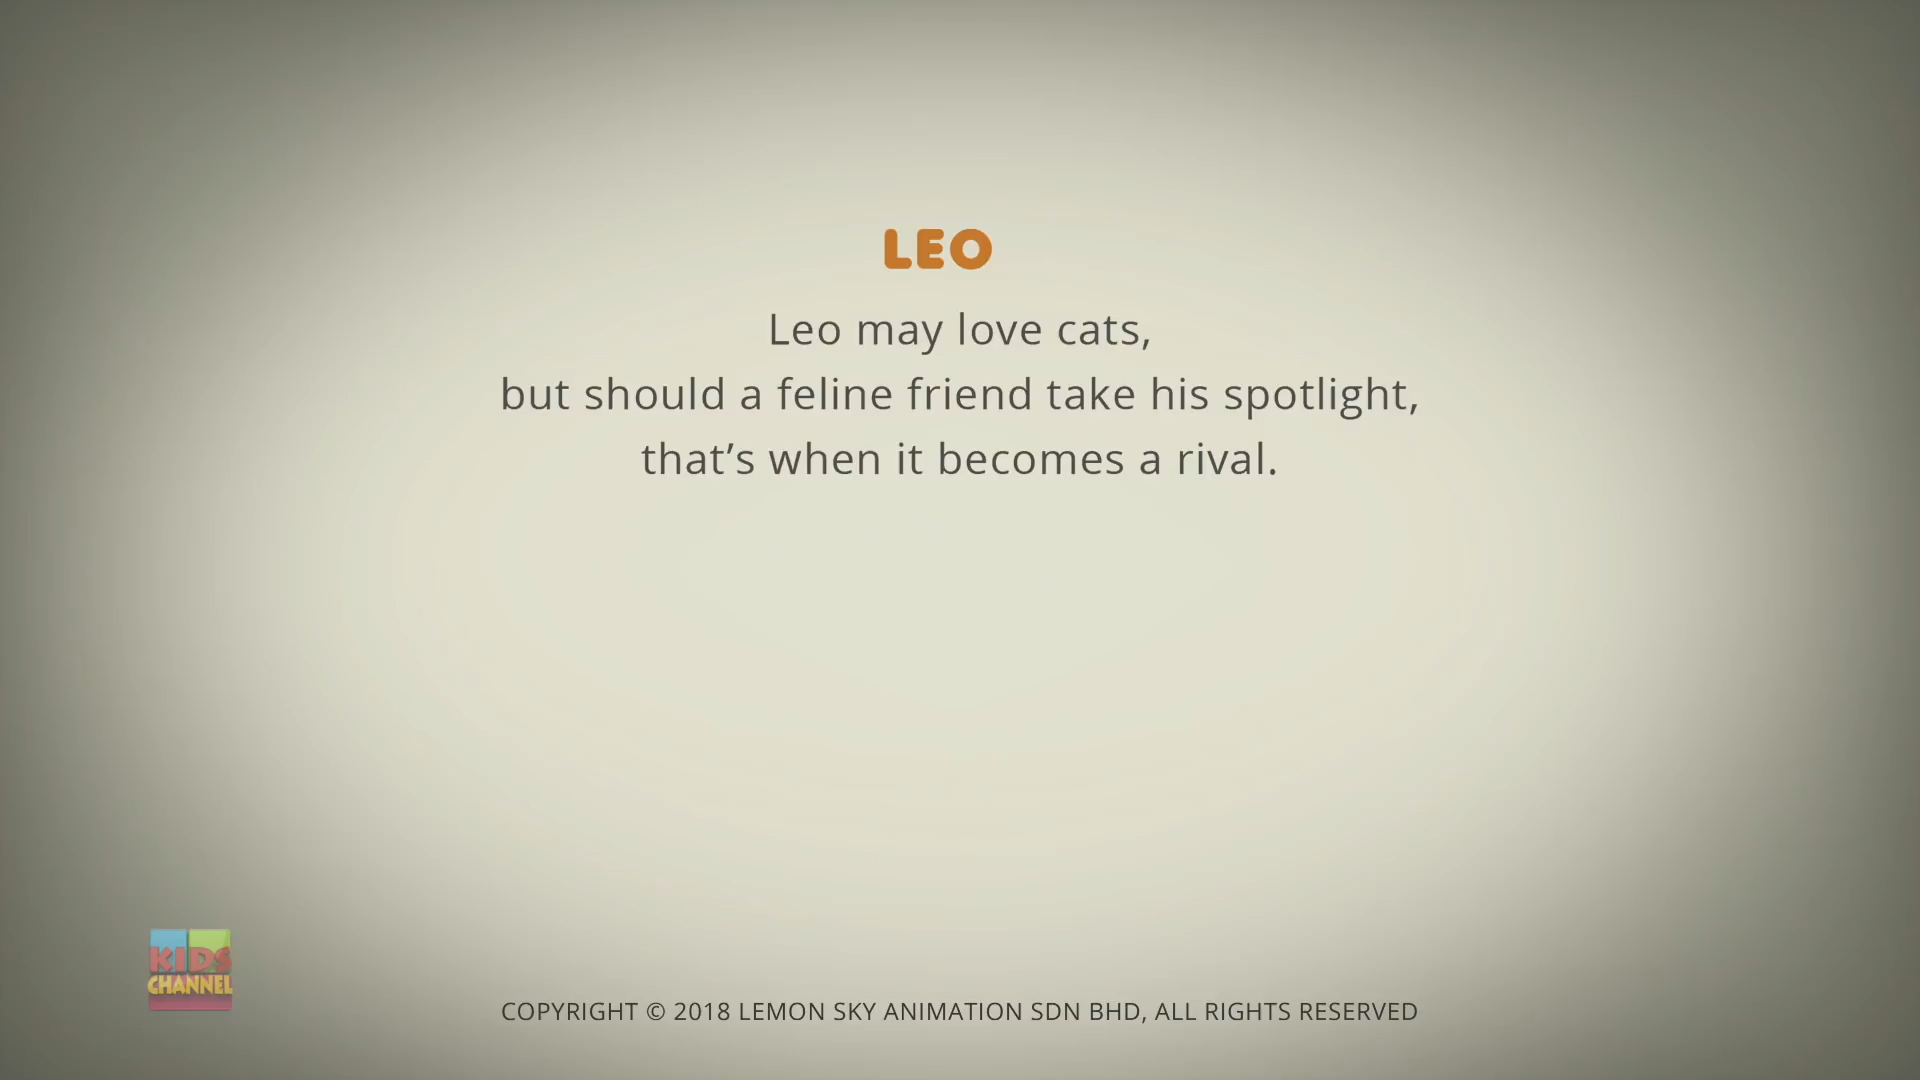 LEO
Leo may love cats,
but should a feline friend take his spotlight,
that’s when it becomes a rival.
KIDS
CHANNEL
COPYRIGHT © 2018 LEMON SKY ANIMATION SDN BHD, ALL RIGHTS RESERVED